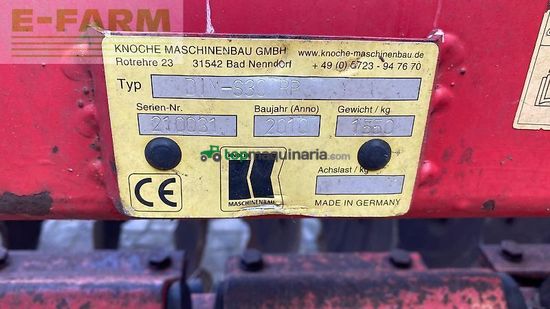 E-FARM
KNOCHE MASCHINENBAU GMBH
www.knoche-maschinenbau.de
Rotrehre 23 31542 Bad Nenndorf + 49 (0) 5723 - 94 76 70
Typ
Serien-Nr. Baujahr (Anno) Gewicht / kg
210031 2010 1350
topmaquinaria.com
Achslast / kg
CE K
MASCHINENBAU
MADE IN GERMANY